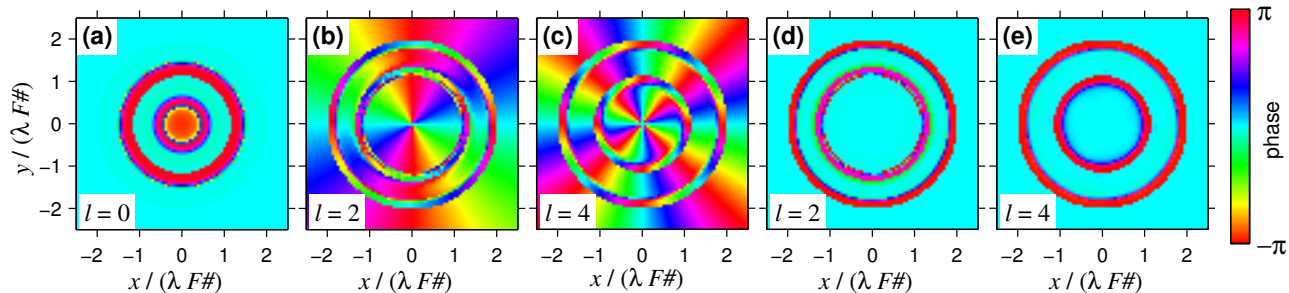 (a) (b) (c) (d) (e)
l = 0 l = 2 l = 4 l = 2 l = 4
2
1
0
−1
−2
y / (λ F#)
−2 −1 0 1 2 −2 −1 0 1 2 −2 −1 0 1 2 −2 −1 0 1 2 −2 −1 0 1 2
x / (λ F#) x / (λ F#) x / (λ F#) x / (λ F#) x / (λ F#)
π
phase
−π